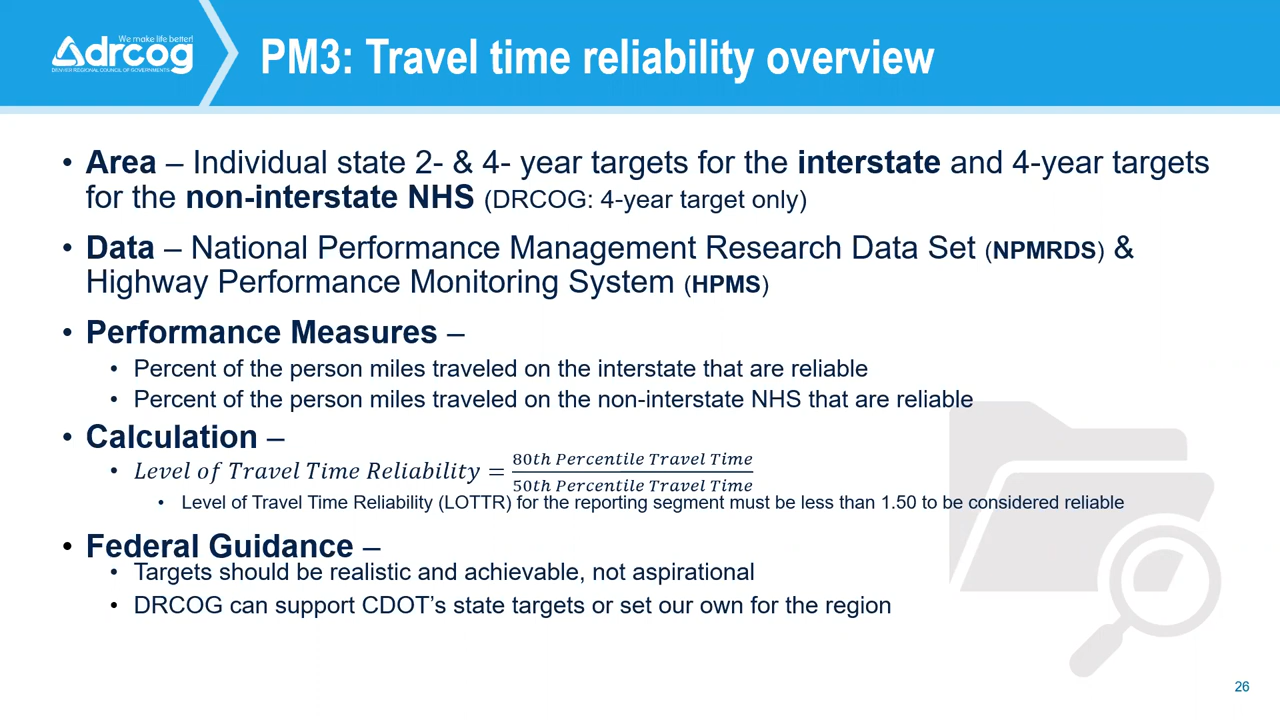 We make life better!
drcog
DENVER REGIONAL COUNCIL OF GOVERNMENTS
PM3: Travel time reliability overview
• Area – Individual state 2- & 4- year targets for the interstate and 4-year targets
for the non-interstate NHS (DRCOG: 4-year target only)
• Data – National Performance Management Research Data Set (NPMRDS) &
Highway Performance Monitoring System (HPMS)
• Performance Measures –
• Percent of the person miles traveled on the interstate that are reliable
• Percent of the person miles traveled on the non-interstate NHS that are reliable
• Calculation –
• Level of Travel Time Reliability = 80th Percentile Travel Time / 50th Percentile Travel Time
• Level of Travel Time Reliability (LOTTR) for the reporting segment must be less than 1.50 to be considered reliable
• Federal Guidance –
• Targets should be realistic and achievable, not aspirational
• DRCOG can support CDOT’s state targets or set our own for the region
26